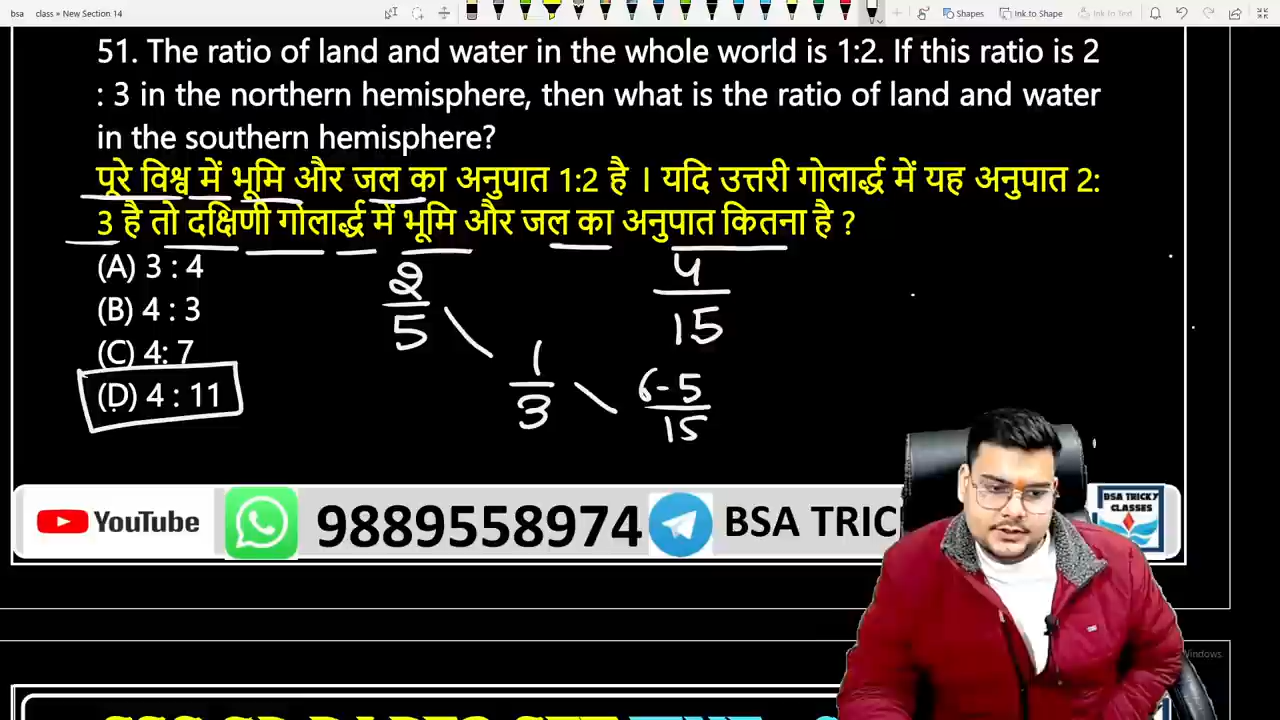 bsa class » New Section 14
Shapes Ink to Shape Ink to Text
51. The ratio of land and water in the whole world is 1:2. If this ratio is 2
: 3 in the northern hemisphere, then what is the ratio of land and water
in the southern hemisphere?
पूरे विश्व में भूमि और जल का अनुपात 1:2 है । यदि उत्तरी गोलार्द्ध में यह अनुपात 2:
3 है तो दक्षिणी गोलार्द्ध में भूमि और जल का अनुपात कितना है ?
(A) 3 : 4
(B) 4 : 3
(C) 4: 7
(D) 4 : 11
2
5
4
15
1
3
6-5
15
YouTube 9889558974 BSA TRIC
BSA TRICKY
CLASSES
Windows